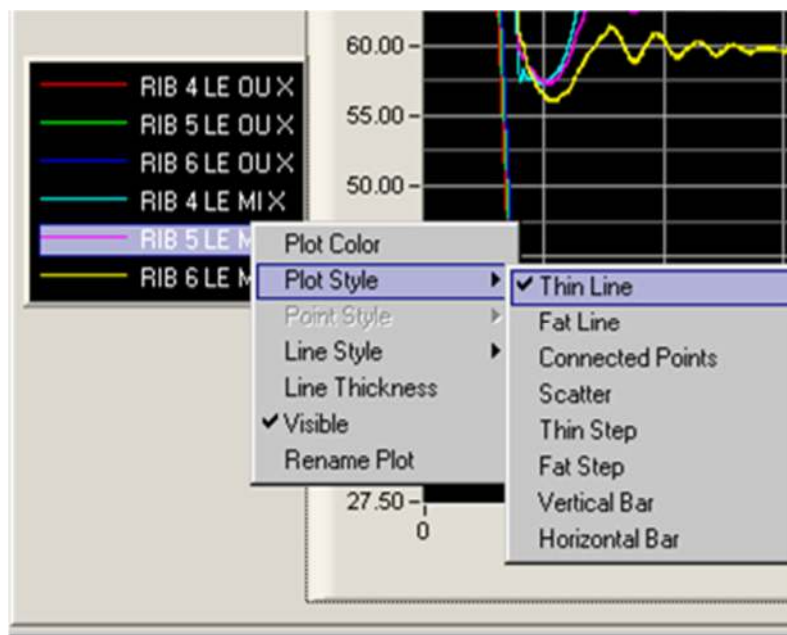 RIB 4 LE OU X
RIB 5 LE OU X
RIB 6 LE OU X
RIB 4 LE MI X
RIB 5 LE M
RIB 6 LE M
60.00
55.00
50.00
27.50
0
Plot Color
Plot Style
Point Style
Line Style
Line Thickness
Visible
Rename Plot
Thin Line
Fat Line
Connected Points
Scatter
Thin Step
Fat Step
Vertical Bar
Horizontal Bar